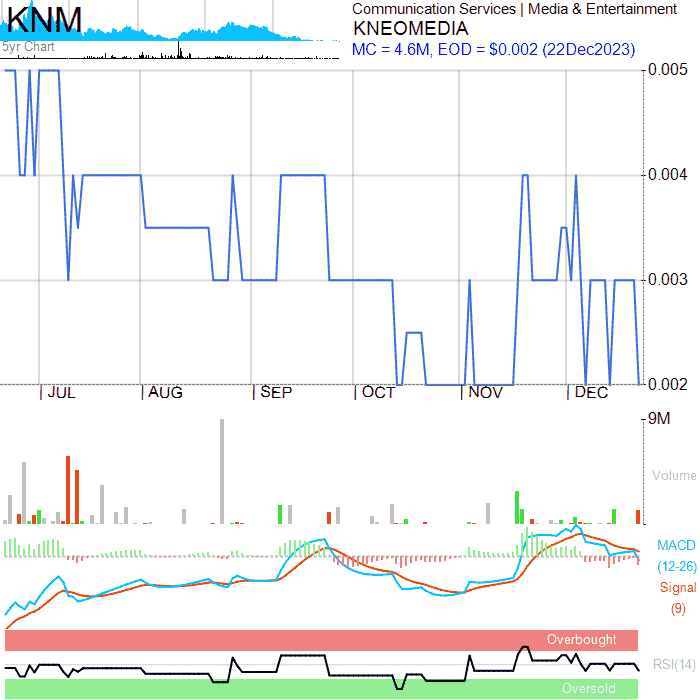 KNM
5yr Chart
Communication Services | Media & Entertainment
KNEOMEDIA
MC = 4.6M, EOD = $0.002 (22Dec2023)
0.005
0.004
0.003
0.002
JUL AUG SEP OCT NOV DEC
9M
Volume
MACD
(12-26)
Signal
(9)
Overbought
RSI(14)
Oversold